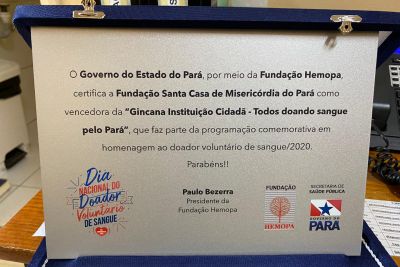 O Governo do Estado do Pará, por meio da Fundação Hemopa,
certifica a Fundação Santa Casa de Misericórdia do Pará como
vencedora da "Gincana Instituição Cidadã - Todos doando sangue
pelo Pará", que faz parte da programação comemorativa em
homenagem ao doador voluntário de sangue/2020.
Parabéns!!
Dia
NACIONAL DO
Doador
Voluntário
DE SANGUE
Paulo Bezerra
Presidente da
Fundação Hemopa
FUNDAÇÃO
HEMOPA
SECRETARIA DE
SAÚDE PÚBLICA
GOVERNO DO
PARÁ